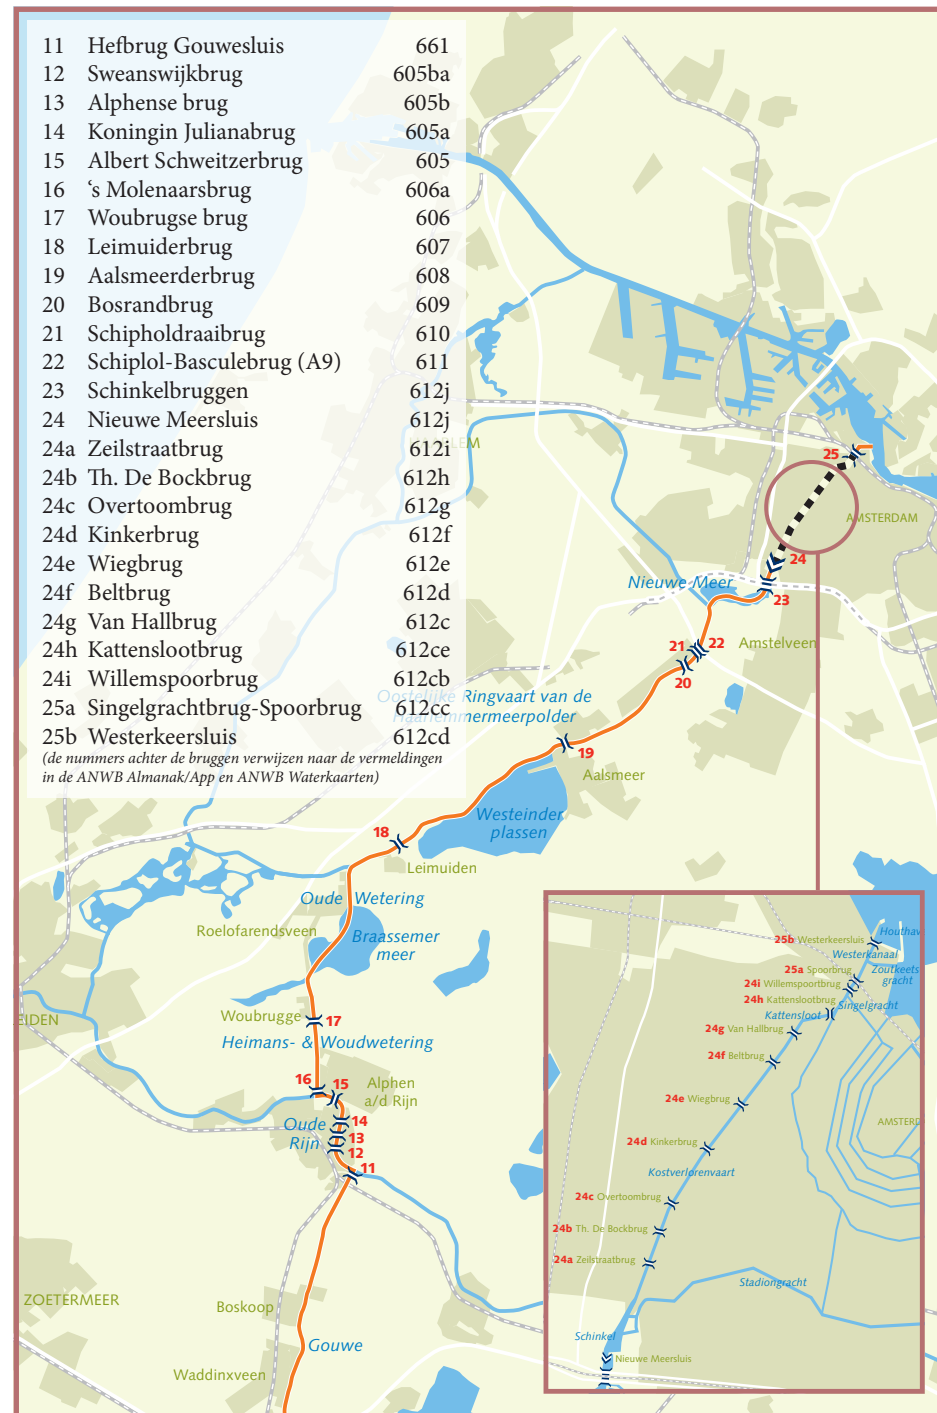 11 Hefbrug Gouwesluis 661
12 Sweanswijkbrug 605ba
13 Alphense brug 605b
14 Koningin Julianabrug 605a
15 Albert Schweitzerbrug 605
16 ‘s Molenaarsbrug 606a
17 Woubrugse brug 606
18 Leimuiderbrug 607
19 Aalsmeerderbrug 608
20 Bosrandbrug 609
21 Schipholdraaibrug 610
22 Schiplol-Basculebrug (A9) 611
23 Schinkelbruggen 612j
24 Nieuwe Meersluis 612j
24a Zeilstraatbrug 612i
24b Th. De Bockbrug 612h
24c Overtoombrug 612g
24d Kinkerbrug 612f
24e Wiegbrug 612e
24f Beltbrug 612d
24g Van Hallbrug 612c
24h Kattenslootbrug 612ce
24i Willemspoorbrug 612cb
25a Singelgrachtbrug-Spoorbrug 612cc
25b Westerkeersluis 612cd
(de nummers achter de bruggen verwijzen naar de vermeldingen
in de ANWB Almanak/App en ANWB Waterkaarten)
25
AMSTERDAM
24
Nieuwe Meer
23
21 22
Amstelveen
20
Oostelijke Ringvaart van de
Haarlemmermeerpolder
19
Aalsmeer
Westeinder
plassen
18
Leimuiden
Oude Wetering
Roelofarendsveen
Braassemer
meer
EIDEN
Woubrugge
17
Heimans- & Woudwetering
16
15
Alphen
a/d Rijn
14
Oude
Rijn
13
12
11
ZOETERMEER
Boskoop
Gouwe
Waddinxveen
25b Westerkeersluis
Houthav
Westerkanaal
25a Spoorbrug
Zoutkeets
gracht
24i Willemspoortbrug
24h Kattenslootbrug
Singelgracht
Kattensloot
24g Van Hallbrug
24f Beltbrug
24e Wiegbrug
AMSTERD
24d Kinkerbrug
Kostverlorenvaart
24c Overtoombrug
24b Th. De Bockbrug
24a Zeilstraatbrug
Stadiongracht
Schinkel
Nieuwe Meersluis